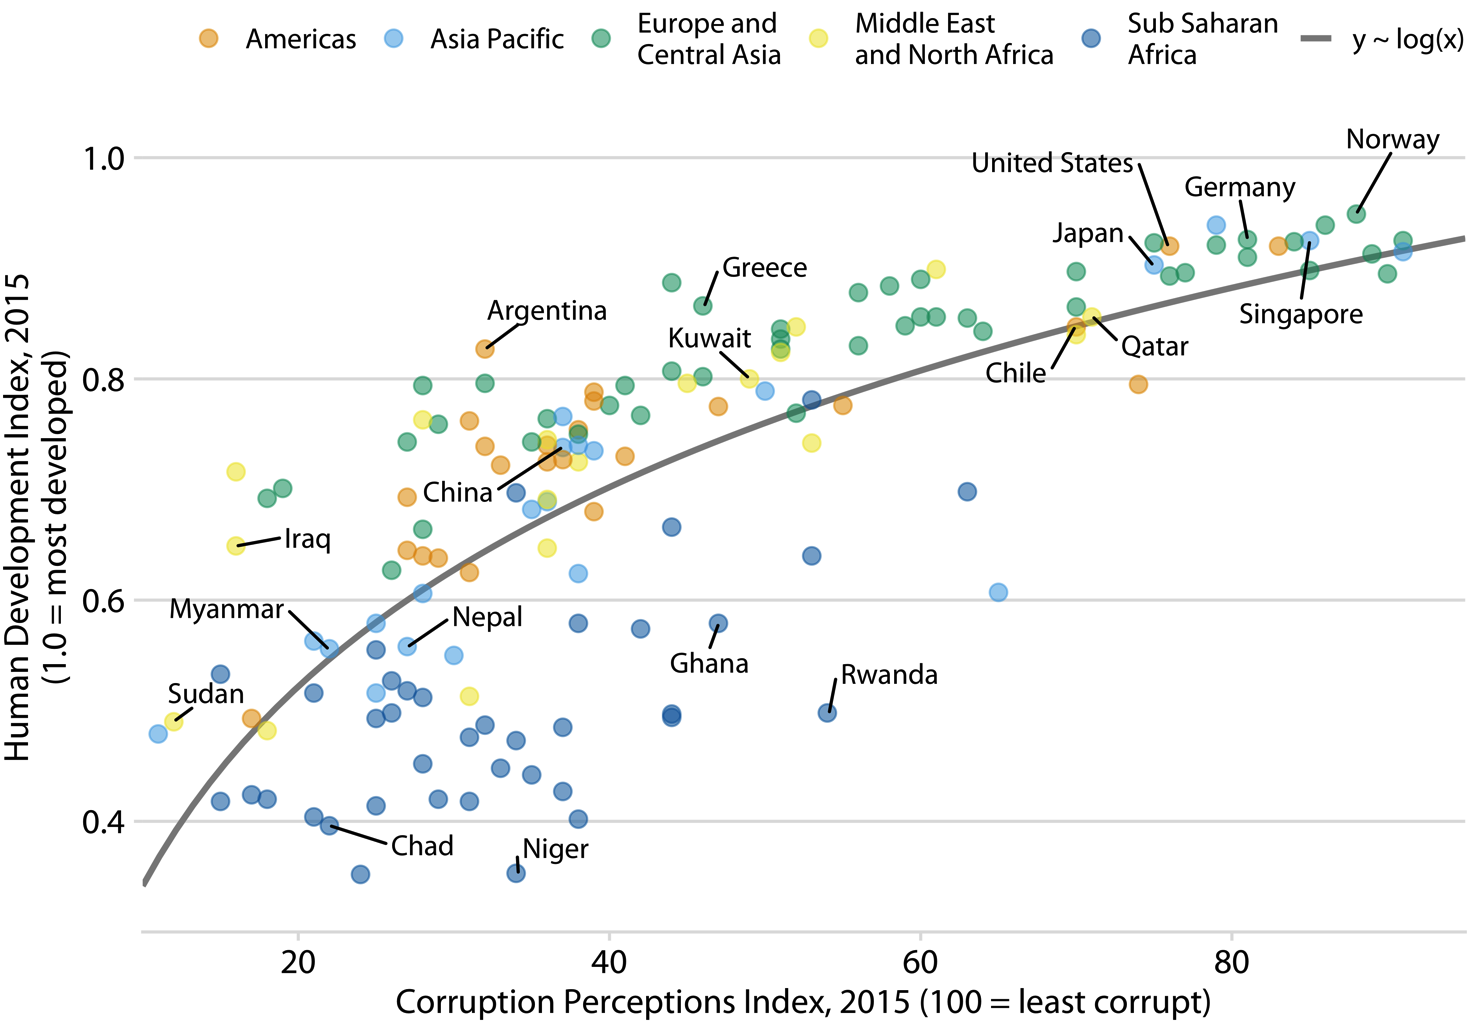 Americas
Asia Pacific
Europe and
Central Asia
Middle East
and North Africa
Sub Saharan
Africa
y ~ log(x)
Human Development Index, 2015
(1.0 = most developed)
1.0
0.8
0.6
0.4
Norway
United States
Germany
Japan
Greece
Singapore
Argentina
Kuwait
Qatar
Chile
China
Iraq
Myanmar
Nepal
Ghana
Rwanda
Sudan
Chad
Niger
20
40
60
80
Corruption Perceptions Index, 2015 (100 = least corrupt)